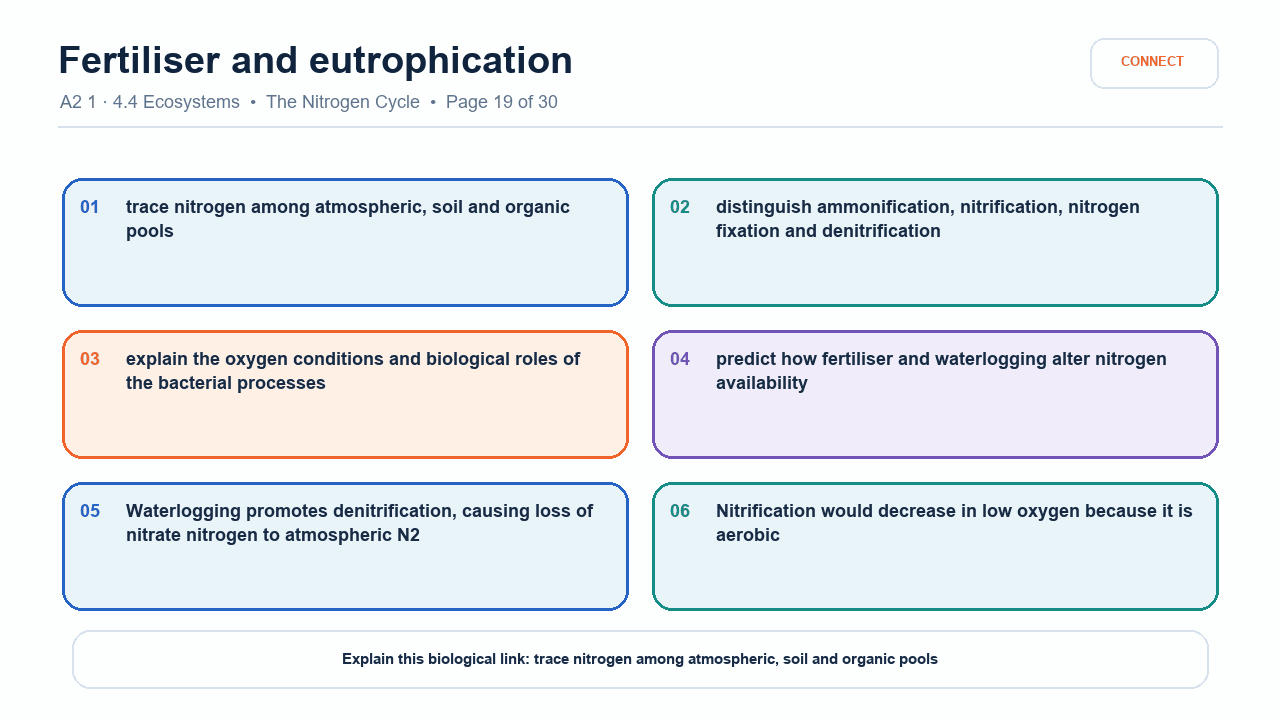 Fertiliser and eutrophication
CONNECT
A2 1 · 4.4 Ecosystems • The Nitrogen Cycle • Page 19 of 30
01 trace nitrogen among atmospheric, soil and organic
pools
02 distinguish ammonification, nitrification, nitrogen
fixation and denitrification
03 explain the oxygen conditions and biological roles of
the bacterial processes
04 predict how fertiliser and waterlogging alter nitrogen
availability
05 Waterlogging promotes denitrification, causing loss of
nitrate nitrogen to atmospheric N2
06 Nitrification would decrease in low oxygen because it is
aerobic
Explain this biological link: trace nitrogen among atmospheric, soil and organic pools